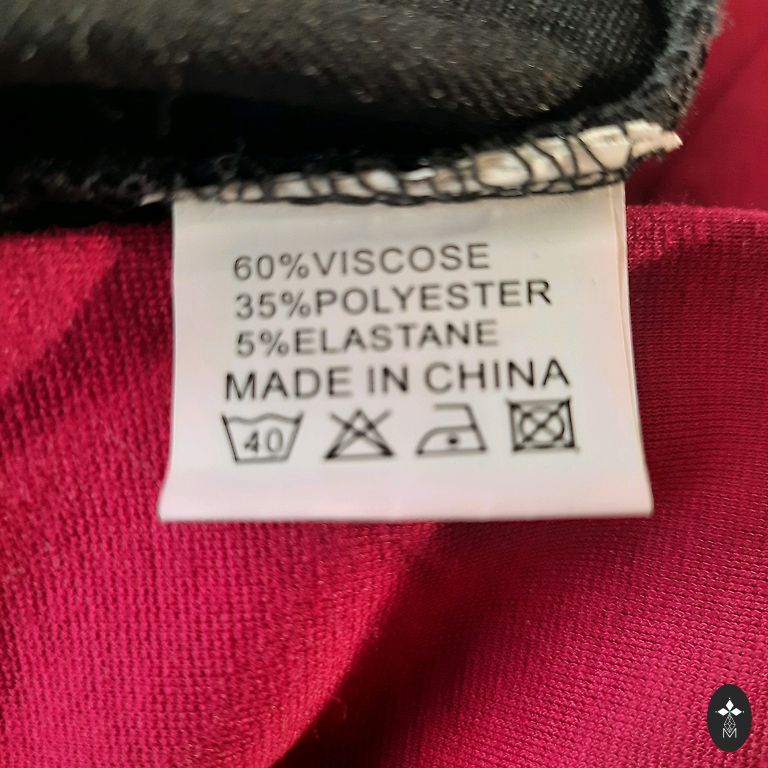 60%VISCOSE
35%POLYESTER
5%ELASTANE
MADE IN CHINA
40
M